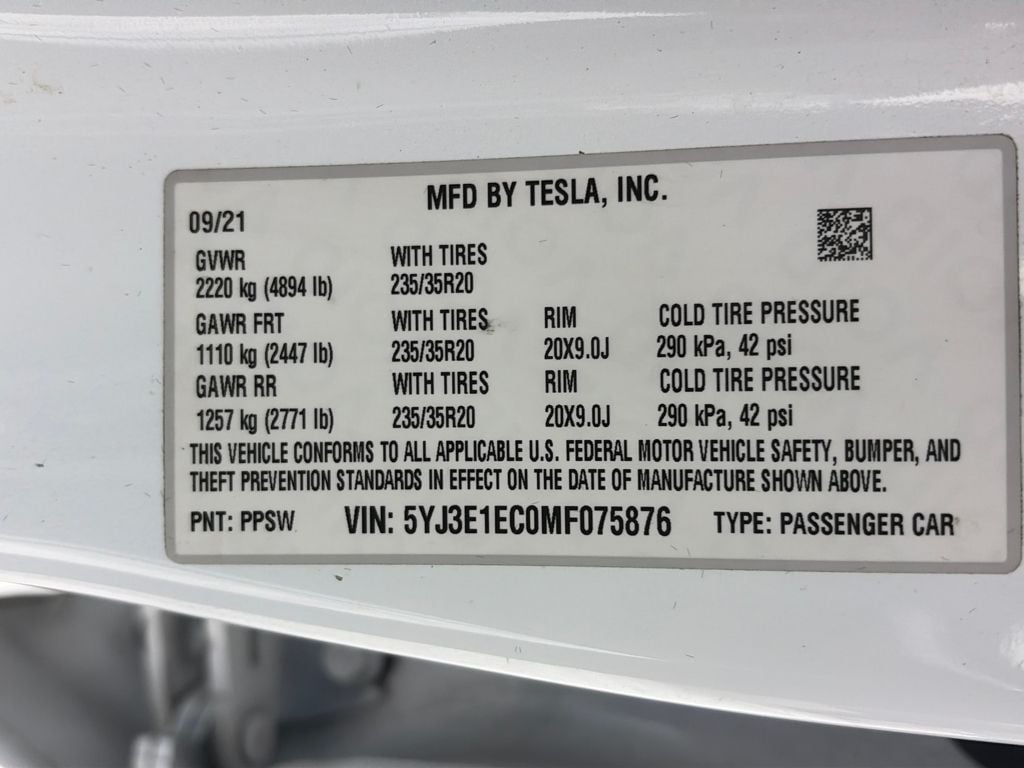 MFD BY TESLA, INC.
09/21
GVWR WITH TIRES
2220 kg (4894 lb) 235/35R20
GAWR FRT WITH TIRES RIM COLD TIRE PRESSURE
1110 kg (2447 lb) 235/35R20 20X9.0J 290 kPa, 42 psi
GAWR RR WITH TIRES RIM COLD TIRE PRESSURE
1257 kg (2771 lb) 235/35R20 20X9.0J 290 kPa, 42 psi
THIS VEHICLE CONFORMS TO ALL APPLICABLE U.S. FEDERAL MOTOR VEHICLE SAFETY, BUMPER, AND
THEFT PREVENTION STANDARDS IN EFFECT ON THE DATE OF MANUFACTURE SHOWN ABOVE.
PNT: PPSW VIN: 5YJ3E1EC0MF075876 TYPE: PASSENGER CAR